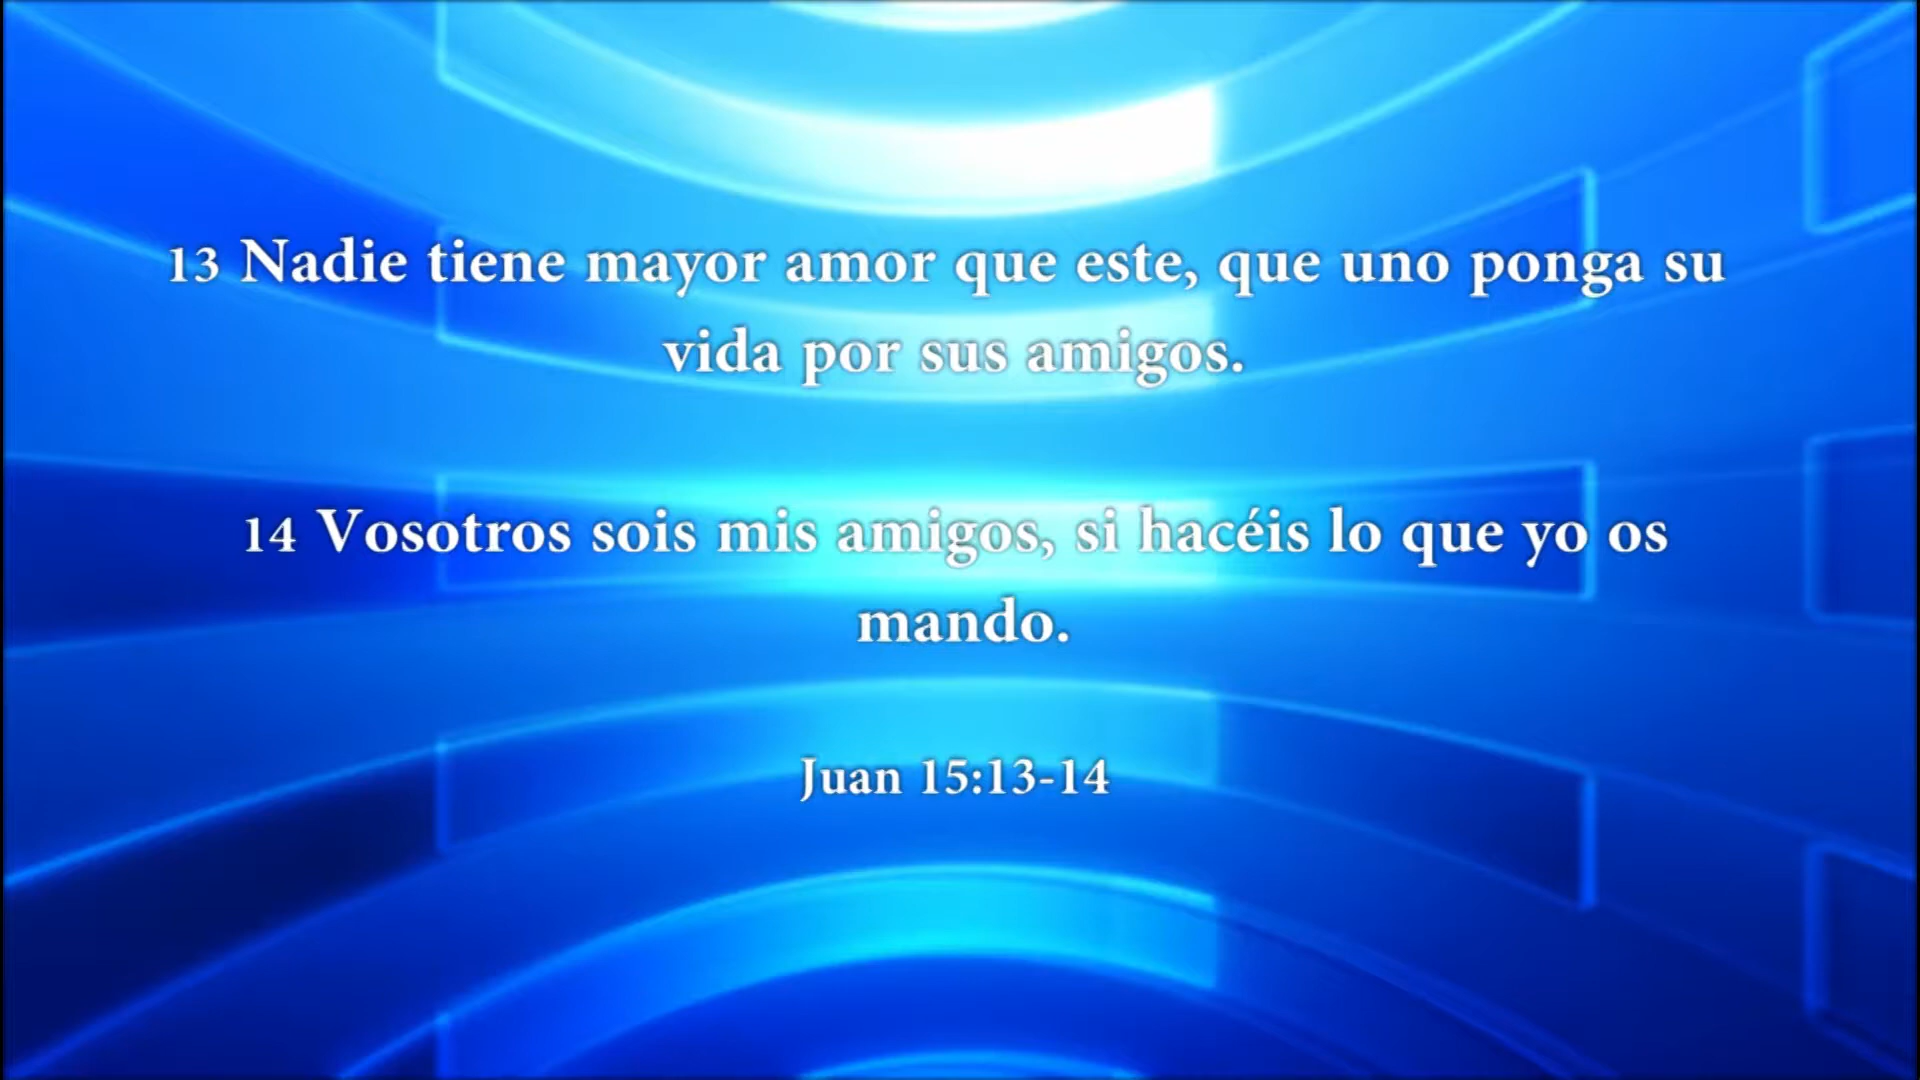 13 Nadie tiene mayor amor que este, que uno ponga su
vida por sus amigos.
14 Vosotros sois mis amigos, si hacéis lo que yo os
mando.
Juan 15:13-14